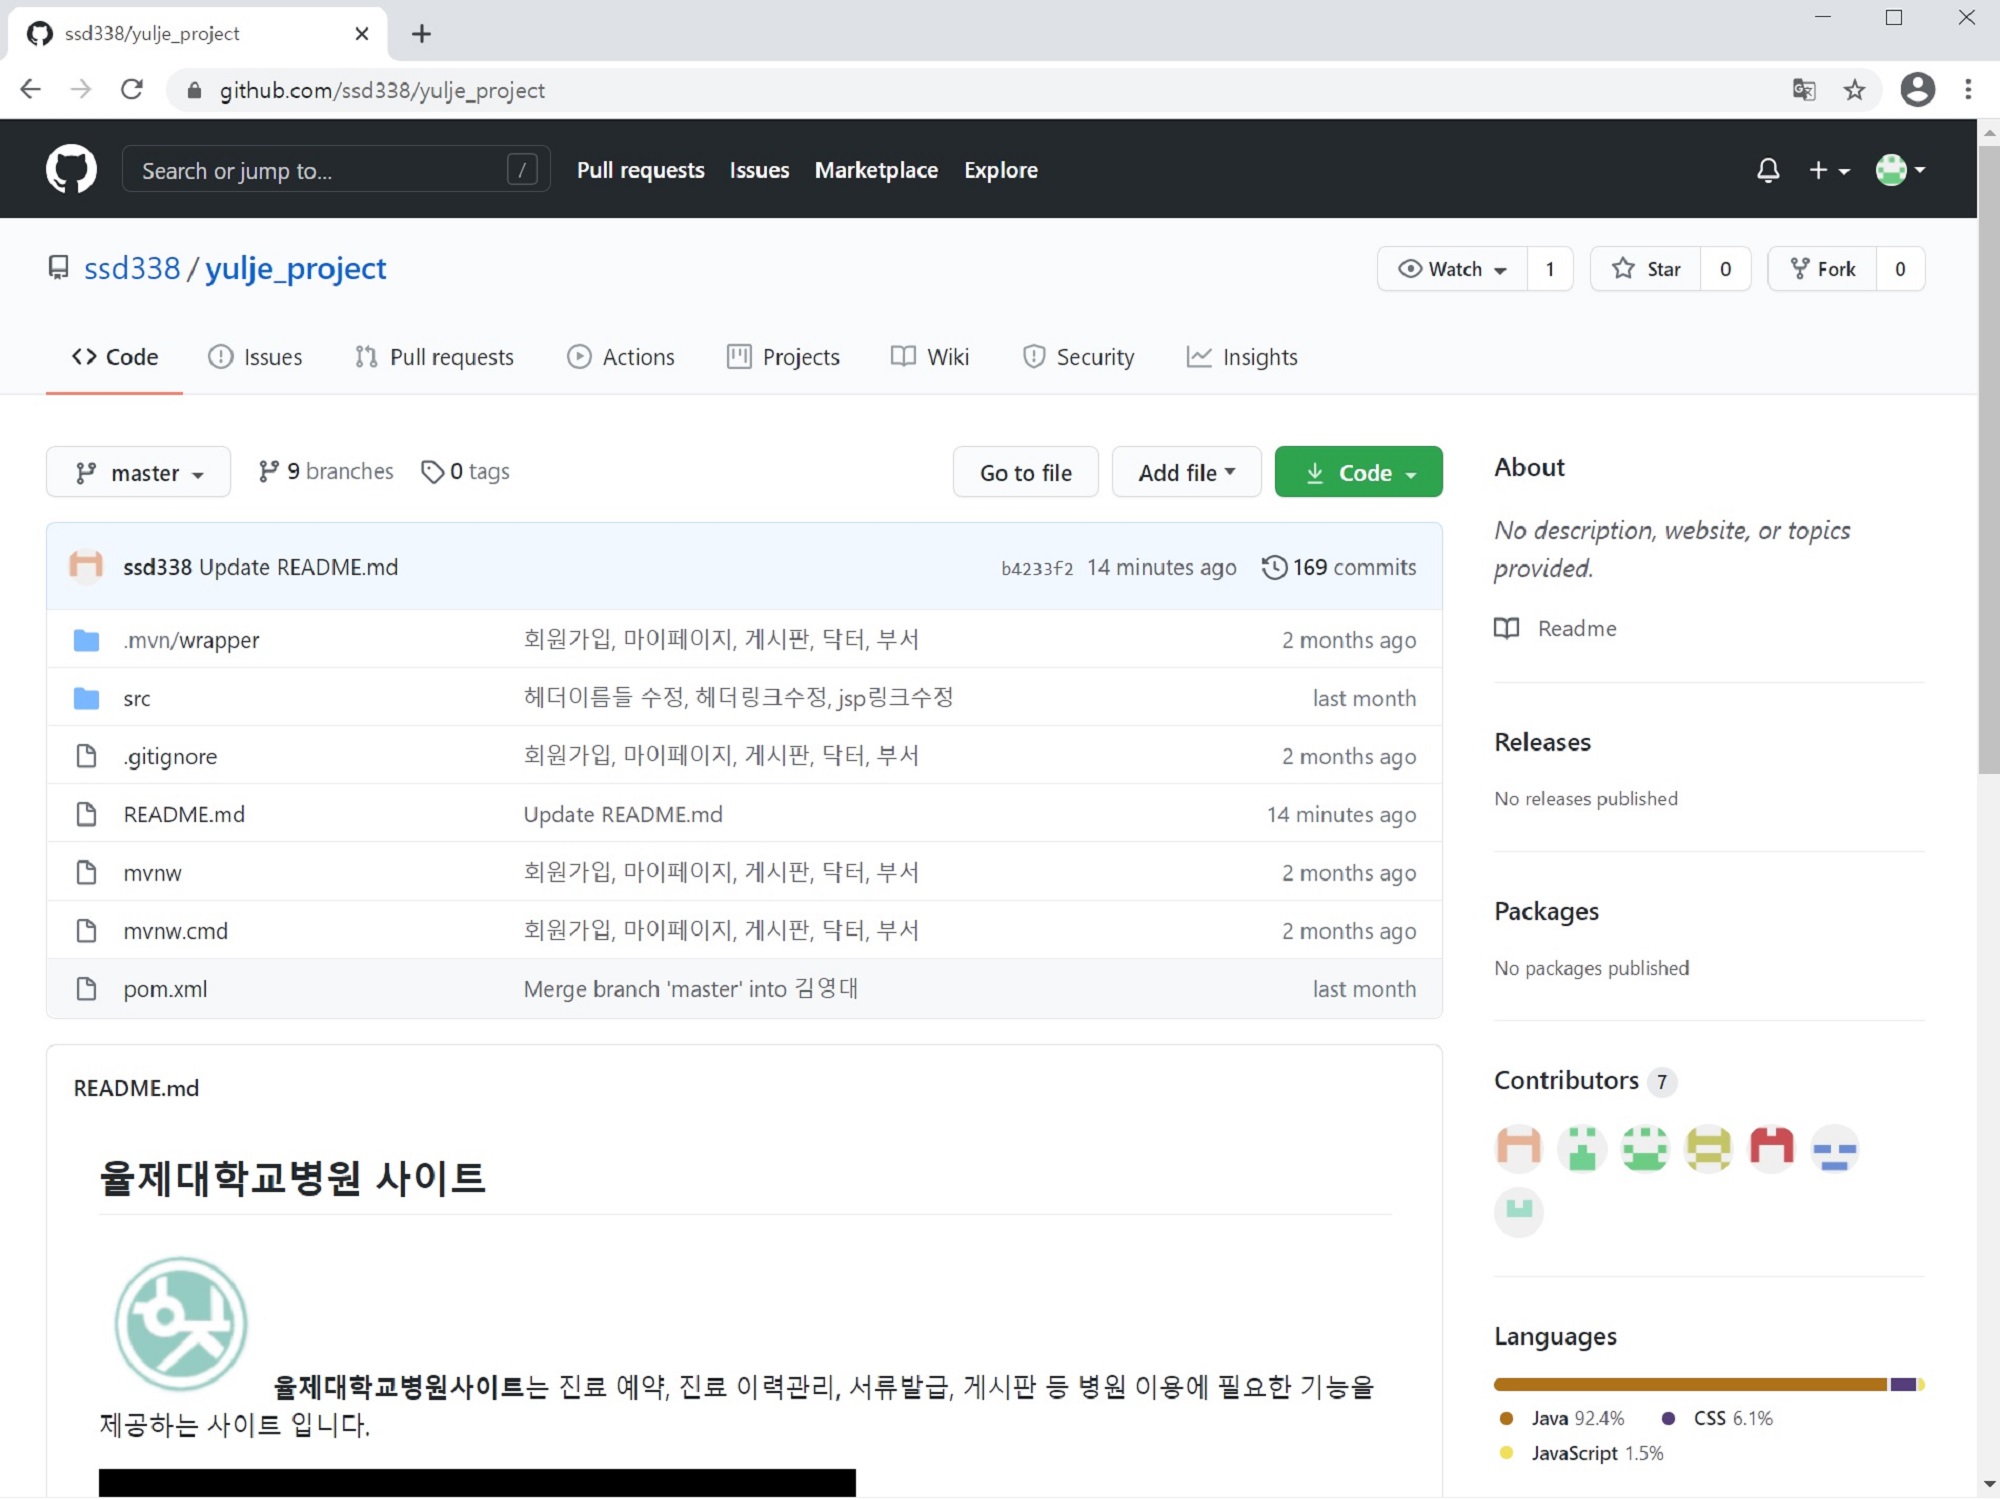 ssd338/yulje_project
github.com/ssd338/yulje_project
Search or jump to... /
Pull requests Issues Marketplace Explore
ssd338 / yulje_project
Watch 1 Star 0 Fork 0
Code Issues Pull requests Actions Projects Wiki Security Insights
master 9 branches 0 tags
Go to file Add file Code
ssd338 Update README.md b4233f2 14 minutes ago 169 commits
.mvn/wrapper 회원가입, 마이페이지, 게시판, 닥터, 부서 2 months ago
src 헤더이름들 수정, 헤더링크수정, jsp링크수정 last month
.gitignore 회원가입, 마이페이지, 게시판, 닥터, 부서 2 months ago
README.md Update README.md 14 minutes ago
mvnw 회원가입, 마이페이지, 게시판, 닥터, 부서 2 months ago
mvnw.cmd 회원가입, 마이페이지, 게시판, 닥터, 부서 2 months ago
pom.xml Merge branch 'master' into 김영대 last month
README.md
율제대학교병원 사이트
율제대학교병원사이트는 진료 예약, 진료 이력관리, 서류발급, 게시판 등 병원 이용에 필요한 기능을
제공하는 사이트 입니다.
About
No description, website, or topics
provided.
Readme
Releases
No releases published
Packages
No packages published
Contributors 7
Languages
Java 92.4% CSS 6.1%
JavaScript 1.5%